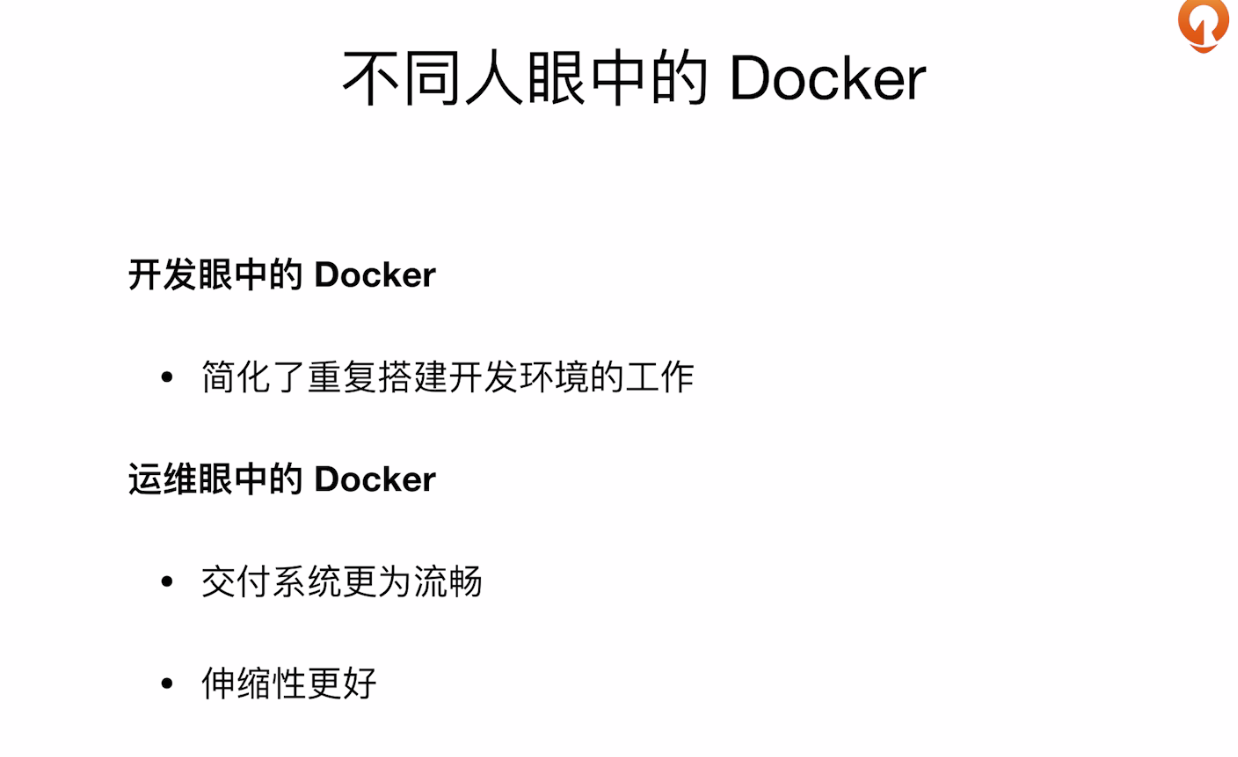 不同人眼中的 Docker
开发眼中的 Docker
• 简化了重复搭建开发环境的工作
运维眼中的 Docker
• 交付系统更为流畅
• 伸缩性更好